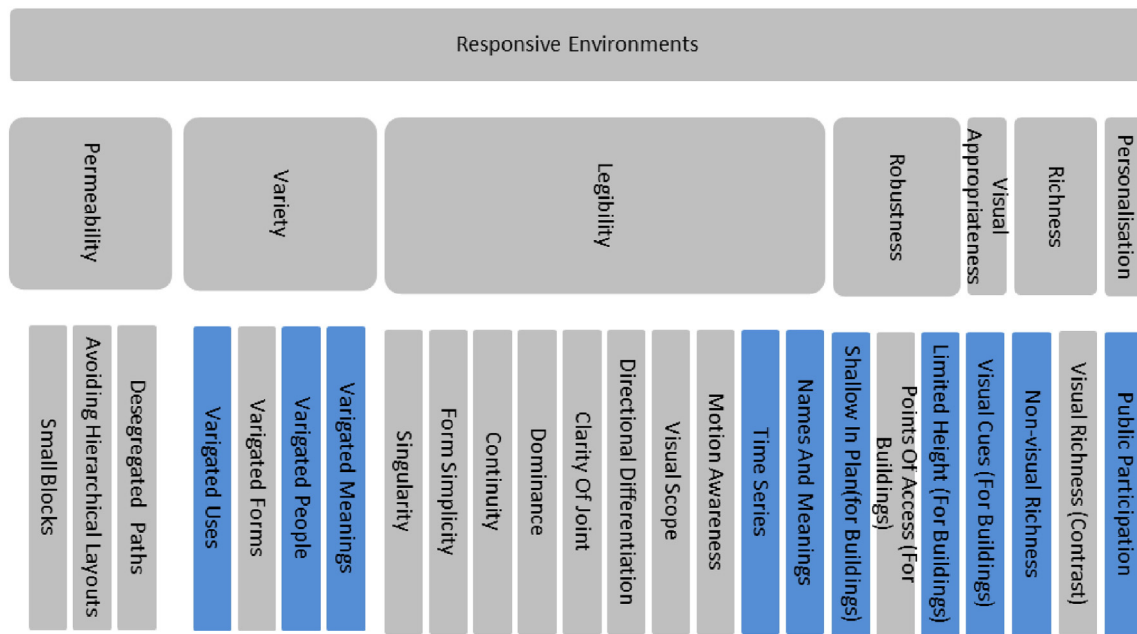 Responsive Environments
Permeability
Variety
Legibility
Robustness
Visual
Appropriateness
Richness
Personalisation
Small Blocks
Avoiding Hierarchical Layouts
Desegregated Paths
Varigated Uses
Varigated Forms
Varigated People
Varigated Meanings
Singularity
Form Simplicity
Continuity
Dominance
Clarity Of Joint
Directional Differentiation
Visual Scope
Motion Awareness
Time Series
Names And Meanings
Shallow In Plan(for Buildings)
Points Of Access (For
Buildings)
Limited Height (For Buildings)
Visual Cues (For Buildings)
Non-visual Richness
Visual Richness (Contrast)
Public Participation